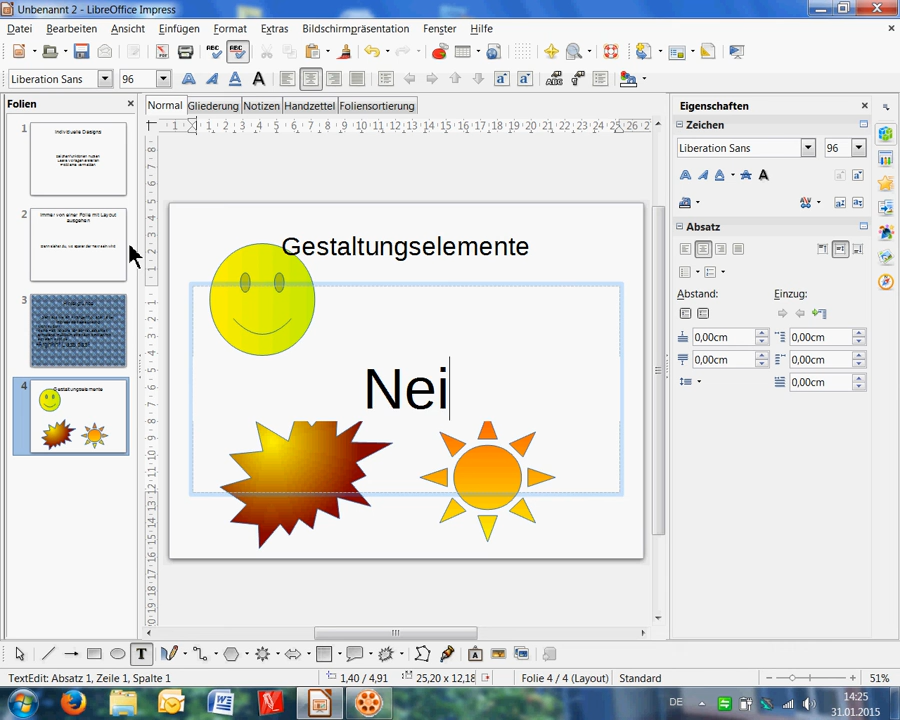 Unbenannt 2 - LibreOffice Impress
Datei Bearbeiten Ansicht Einfügen Format Extras Bildschirmpräsentation Fenster Hilfe
Liberation Sans 96
Folien
Normal Gliederung Notizen Handzettel Foliensortierung
1
Individuelle Designs
2
Immer von einer Folie mit Layout
ausgehen
3
4
Gestaltungselemente
Gestaltungselemente
Nei
Eigenschaften
Zeichen
Liberation Sans 96
Absatz
Abstand: Einzug:
0,00cm 0,00cm
0,00cm 0,00cm
0,00cm
TextEdit: Absatz 1, Zeile 1, Spalte 1 1,40 / 4,91 25,20 x 12,18 Folie 4 / 4 (Layout) Standard 51%
DE 14:25
31.01.2015